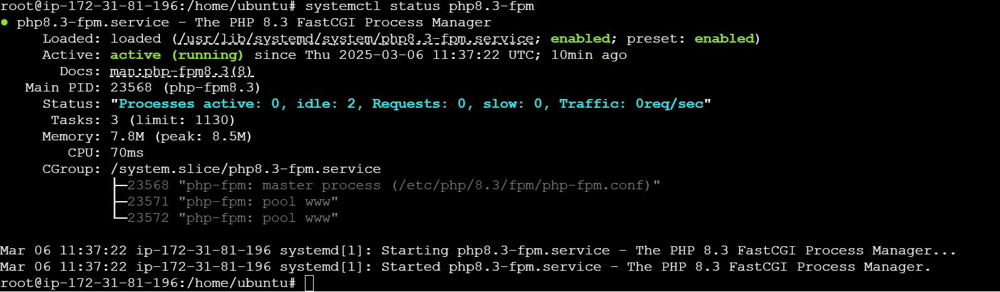 root@ip-172-31-81-196:/home/ubuntu# systemctl status php8.3-fpm
● php8.3-fpm.service - The PHP 8.3 FastCGI Process Manager
     Loaded: loaded (/usr/lib/systemd/system/php8.3-fpm.service; enabled; preset: enabled)
     Active: active (running) since Thu 2025-03-06 11:37:22 UTC; 10min ago
       Docs: man:php-fpm8.3(8)
   Main PID: 23568 (php-fpm8.3)
     Status: "Processes active: 0, idle: 2, Requests: 0, slow: 0, Traffic: 0req/sec"
      Tasks: 3 (limit: 1130)
     Memory: 7.8M (peak: 8.5M)
        CPU: 70ms
     CGroup: /system.slice/php8.3-fpm.service
             ├─23568 "php-fpm: master process (/etc/php/8.3/fpm/php-fpm.conf)"
             ├─23571 "php-fpm: pool www"
             └─23572 "php-fpm: pool www"

Mar 06 11:37:22 ip-172-31-81-196 systemd[1]: Starting php8.3-fpm.service - The PHP 8.3 FastCGI Process Manager...
Mar 06 11:37:22 ip-172-31-81-196 systemd[1]: Started php8.3-fpm.service - The PHP 8.3 FastCGI Process Manager.
root@ip-172-31-81-196:/home/ubuntu#